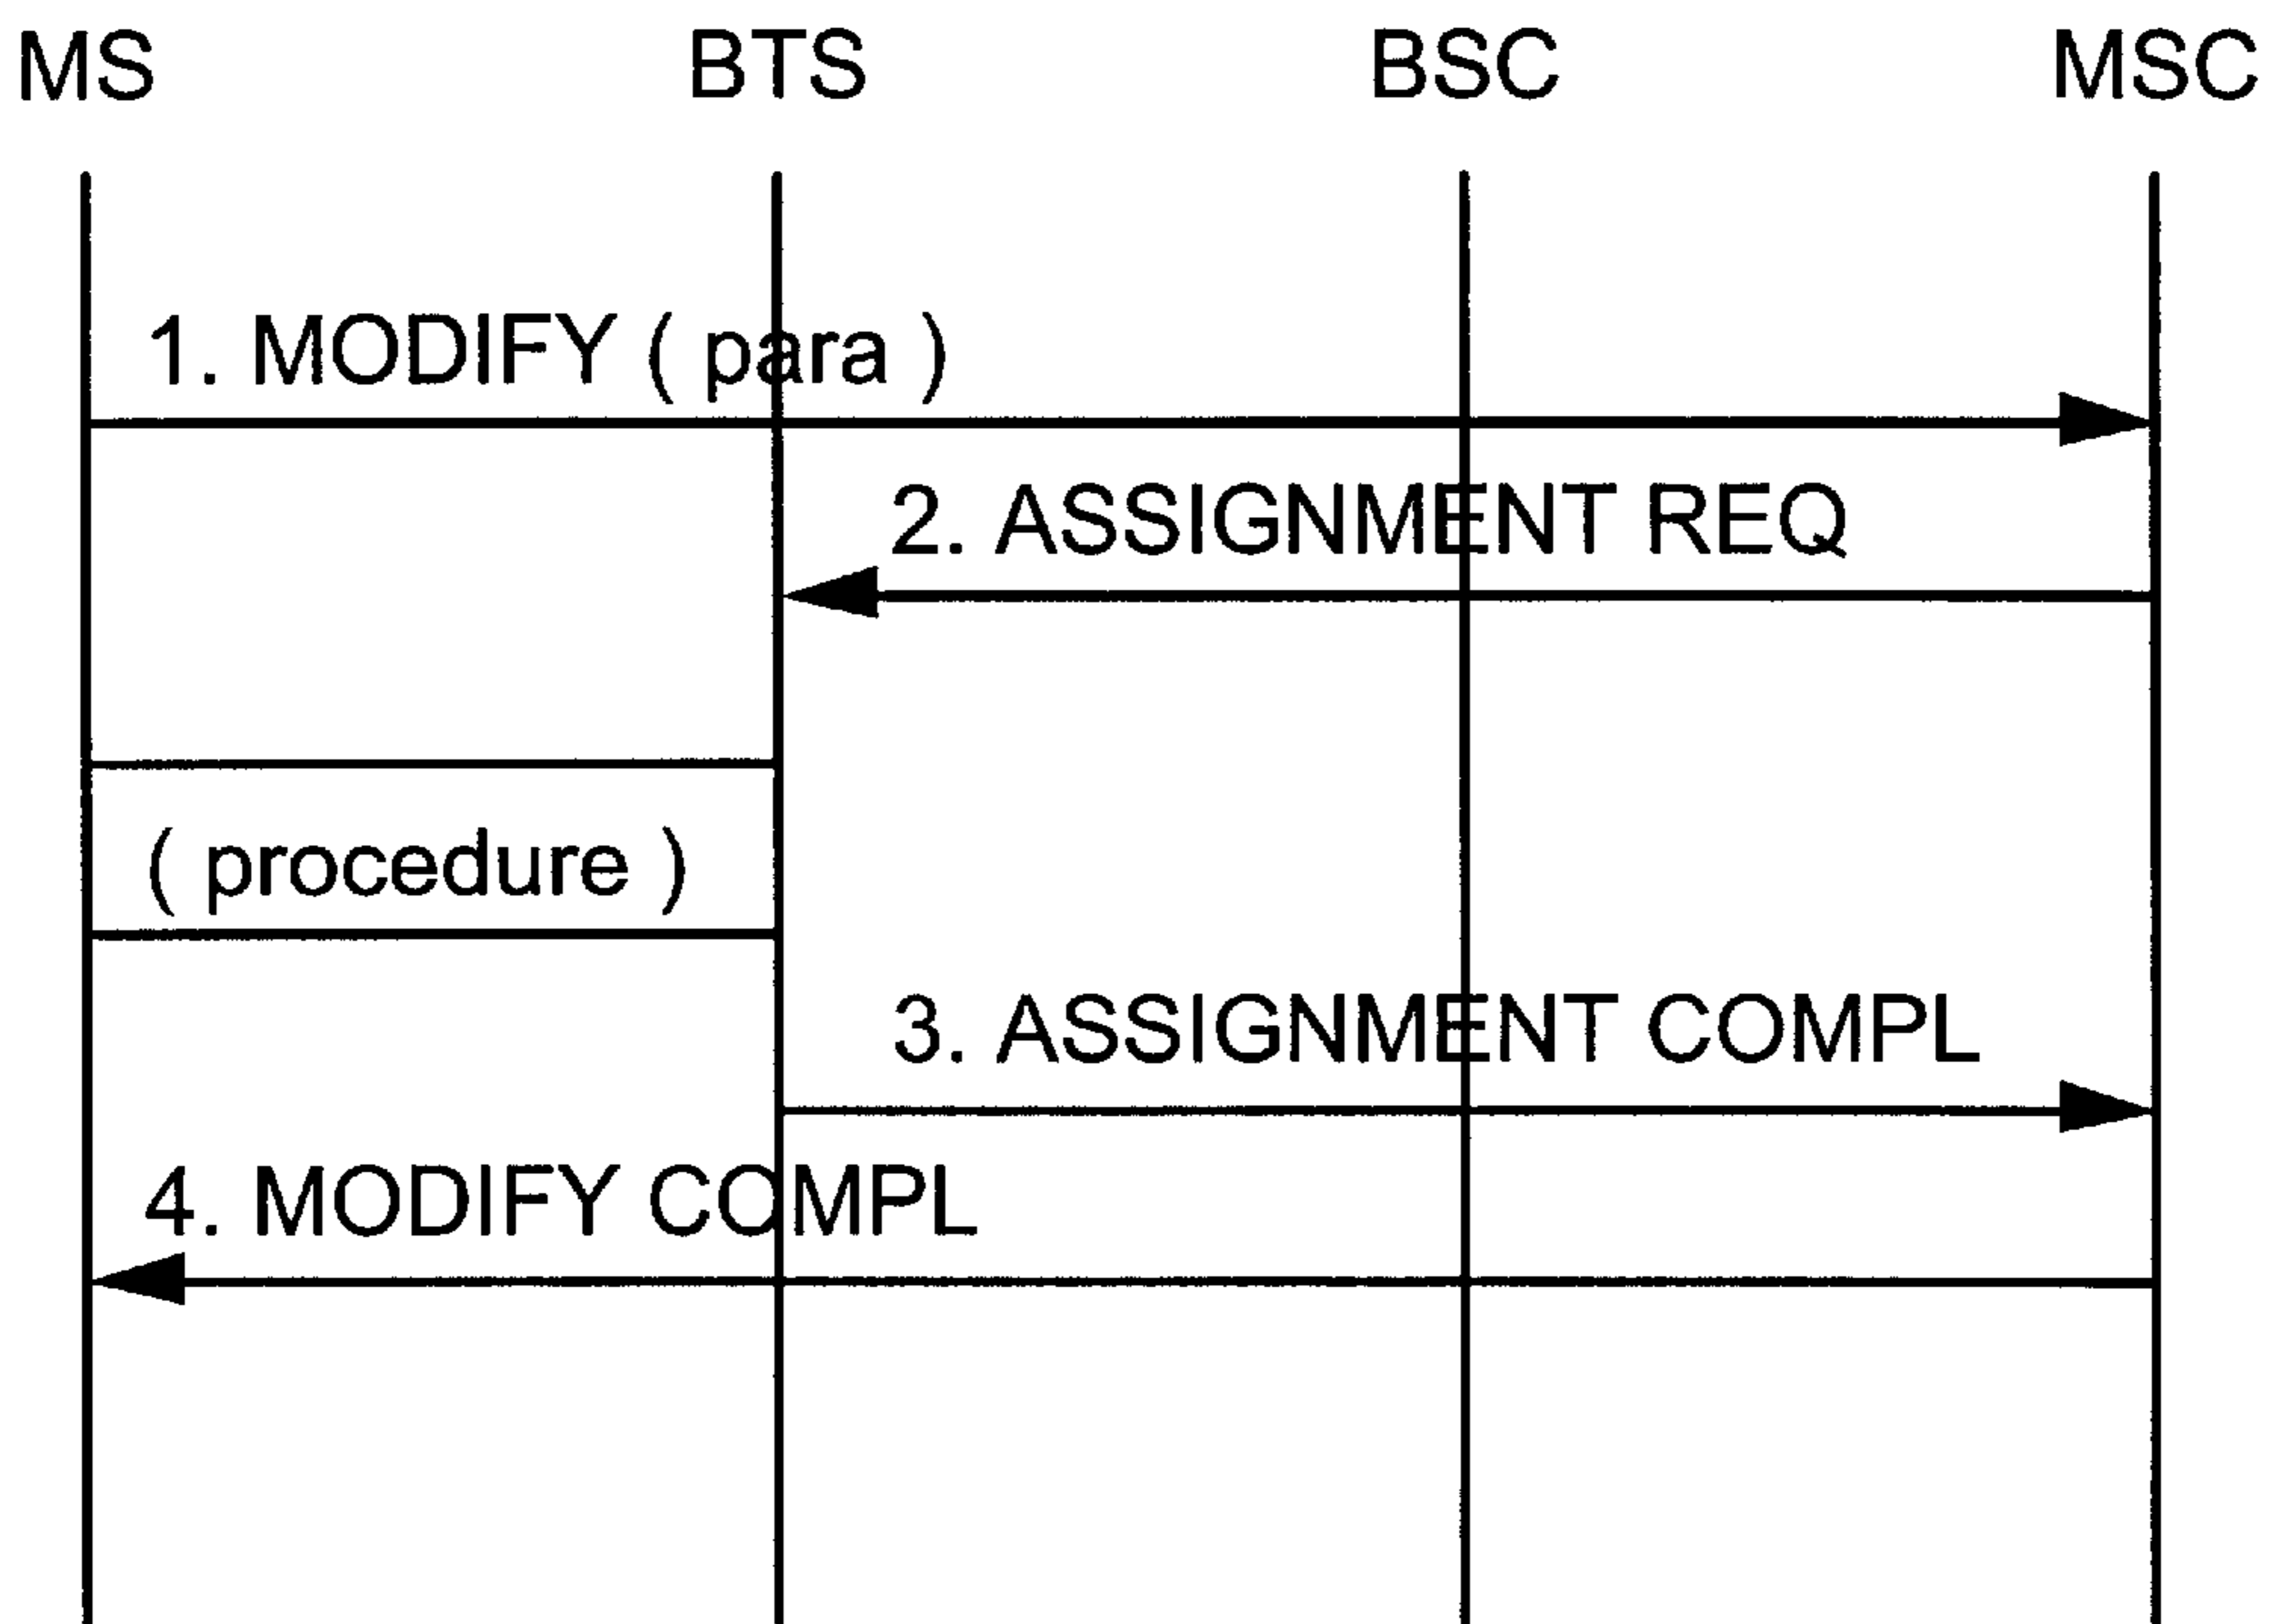 MS BTS BSC MSC
1. MODIFY ( para )
2. ASSIGNMENT REQ
( procedure )
3. ASSIGNMENT COMPL
4. MODIFY COMPL